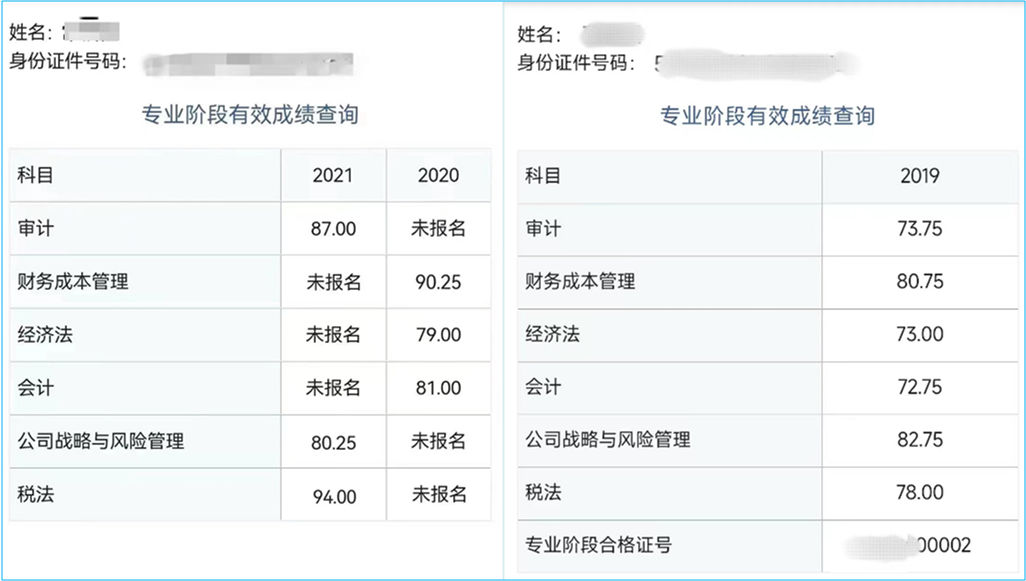 姓名:
身份证件号码:
专业阶段有效成绩查询
科目 2021 2020
审计 87.00 未报名
财务成本管理 未报名 90.25
经济法 未报名 79.00
会计 未报名 81.00
公司战略与风险管理 80.25 未报名
税法 94.00 未报名
姓名:
身份证件号码: 5
专业阶段有效成绩查询
科目 2019
审计 73.75
财务成本管理 80.75
经济法 73.00
会计 72.75
公司战略与风险管理 82.75
税法 78.00
专业阶段合格证号 00002